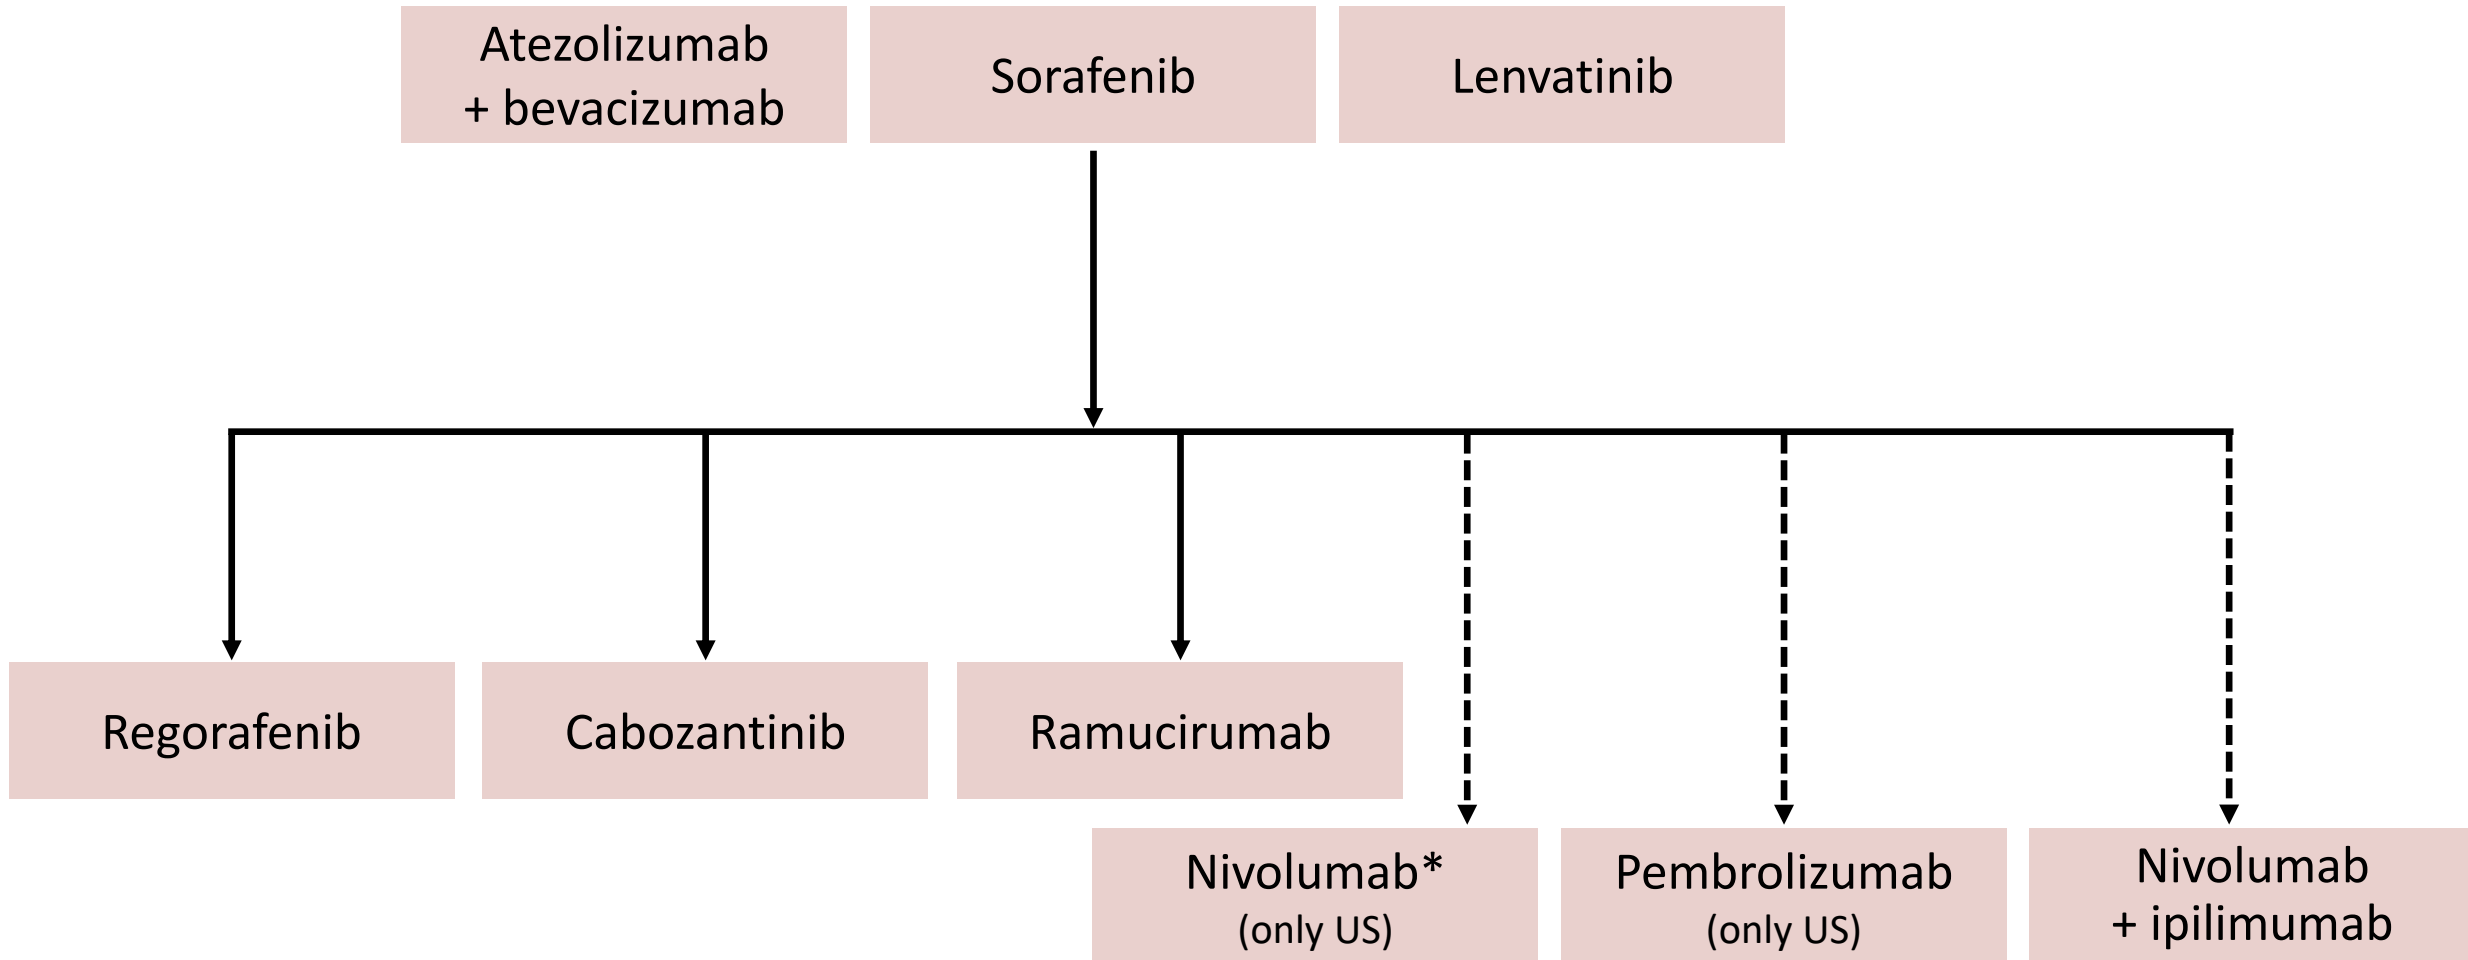 Atezolizumab
+ bevacizumab
Sorafenib
Lenvatinib
Regorafenib
Cabozantinib
Ramucirumab
Nivolumab*
(only US)
Pembrolizumab
(only US)
Nivolumab
+ ipilimumab